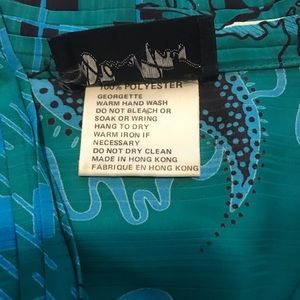 100% POLYESTER
GEORGETTE
WARM HAND WASH
DO NOT BLEACH OR
SOAK OR WRING
HANG TO DRY
WARM IRON IF
NECESSARY
DO NOT DRY CLEAN
MADE IN HONG KONG
FABRIQUE EN HONG KONG